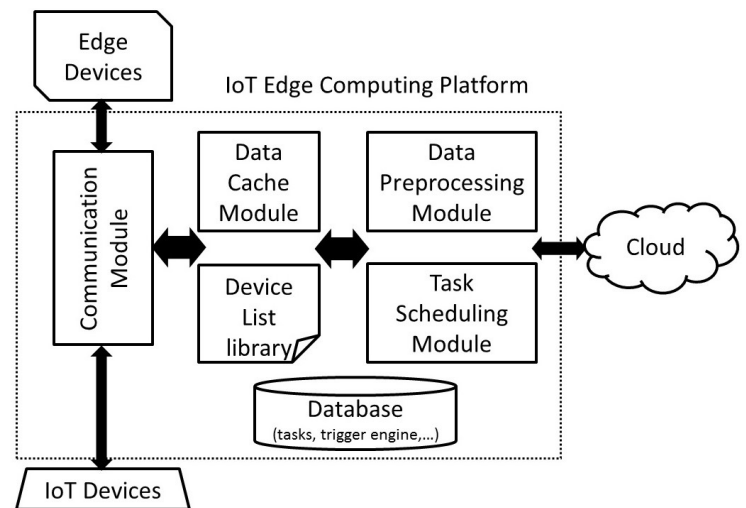 Edge
Devices
IoT Edge Computing Platform
Communication
Module
Data
Cache
Module
Data
Preprocessing
Module
Cloud
Device
List
library
Task
Scheduling
Module
Database
(tasks, trigger engine,...)
IoT Devices